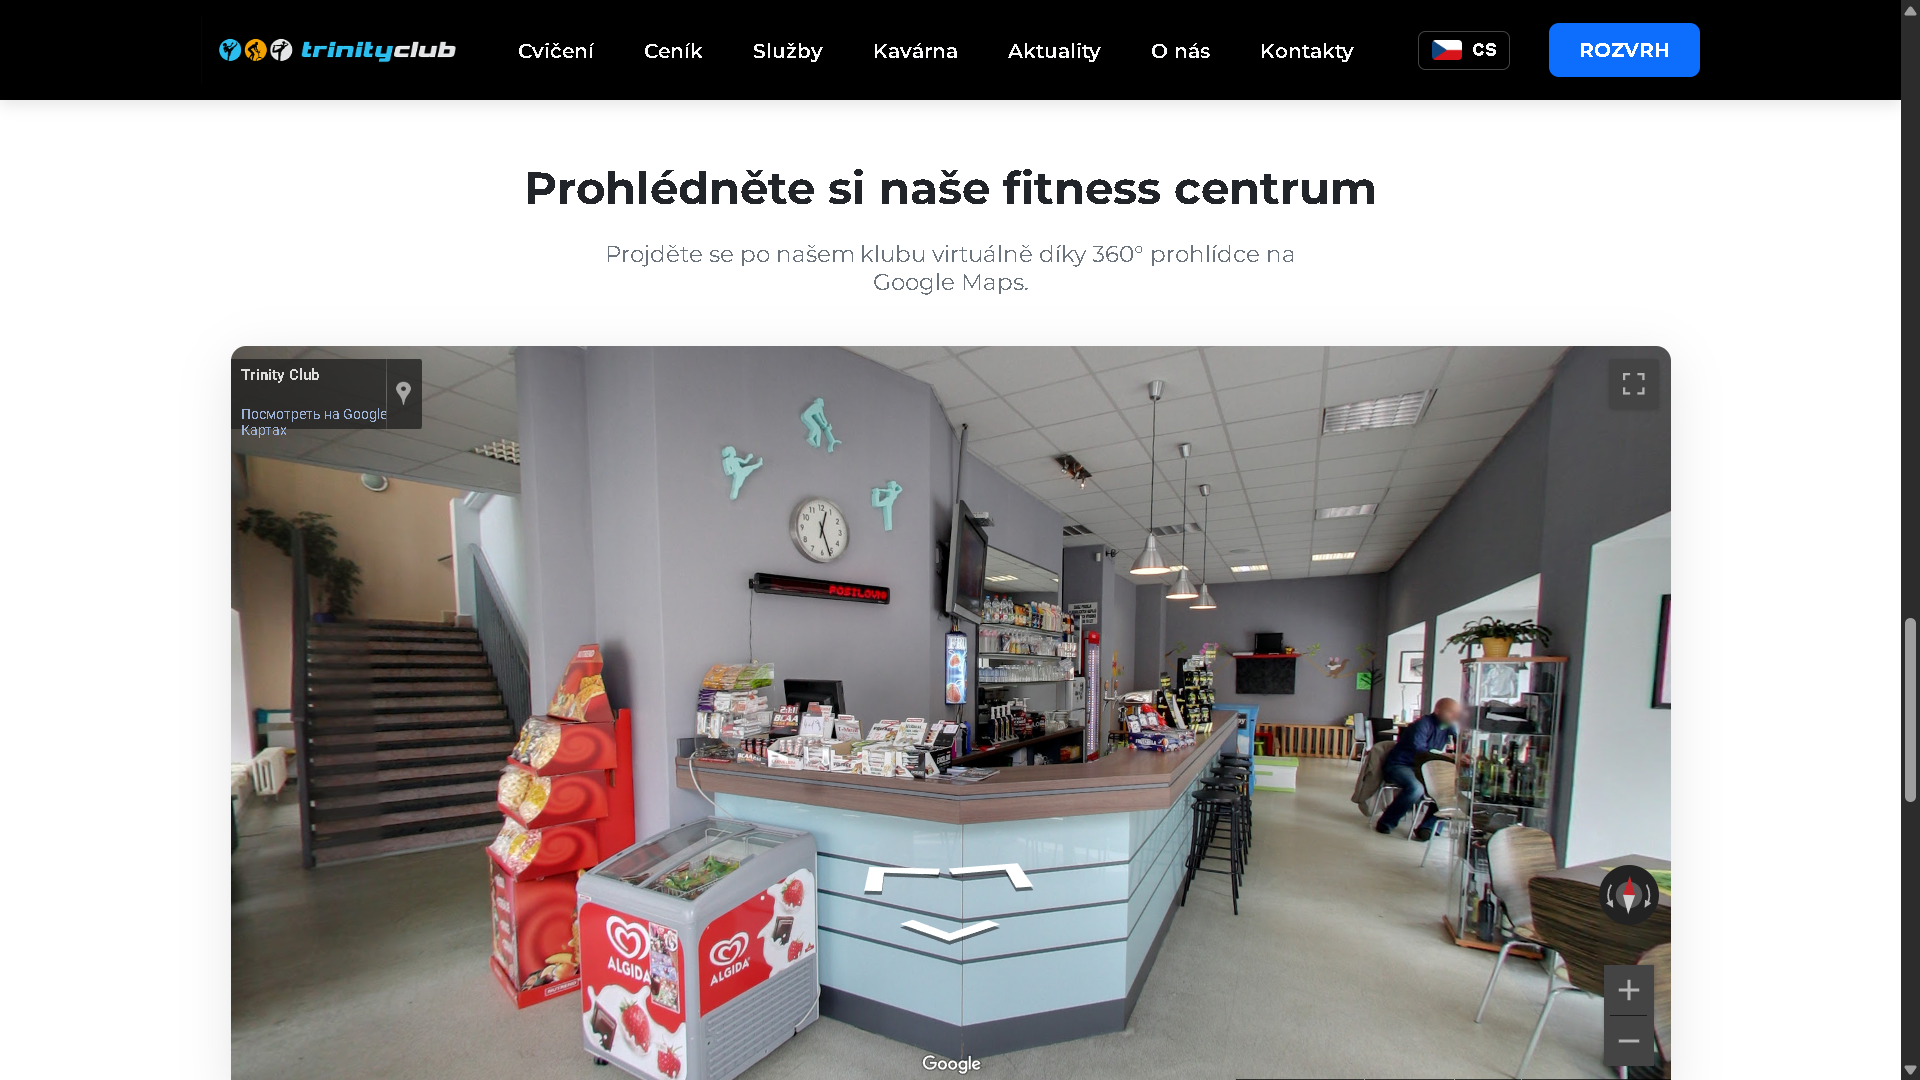 trinityclub
Cvičení
Ceník
Služby
Kavárna
Aktuality
O nás
Kontakty
CS
ROZVRH
Prohlédněte si naše fitness centrum
Projděte se po našem klubu virtuálně díky 360° prohlídce na
Google Maps.
Trinity Club
Посмотреть на Google
Картах
POSILOVN
ALGIDA
ALGIDA
Google